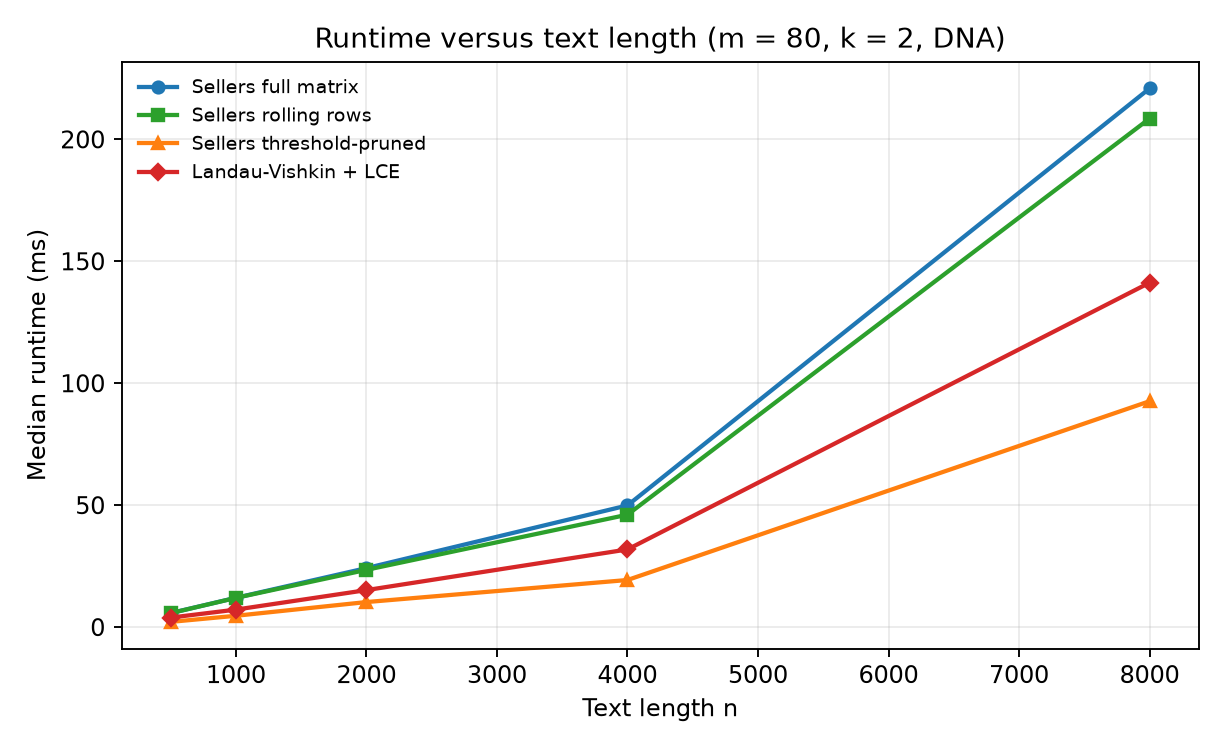 Runtime versus text length (m = 80, k = 2, DNA)
Sellers full matrix
Sellers rolling rows
Sellers threshold-pruned
Landau-Vishkin + LCE
Median runtime (ms)
200
150
100
50
0
1000 2000 3000 4000 5000 6000 7000 8000
Text length n